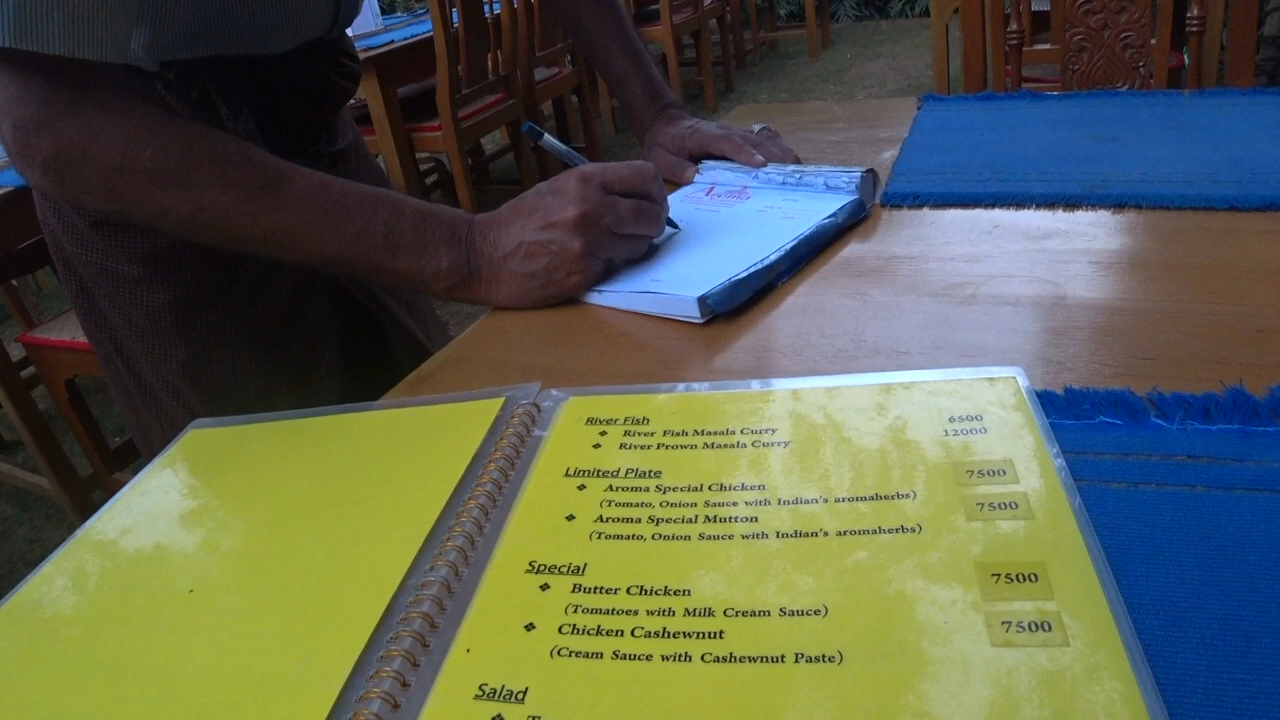 Aroma
River Fish
River Fish Masala Curry 6500
River Prown Masala Curry 12000
Limited Plate
Aroma Special Chicken 7500
(Tomato, Onion Sauce with Indian's aromaherbs)
Aroma Special Mutton 7500
(Tomato, Onion Sauce with Indian's aromaherbs)
Special
Butter Chicken 7500
(Tomatoes with Milk Cream Sauce)
Chicken Cashewnut 7500
(Cream Sauce with Cashewnut Paste)
Salad